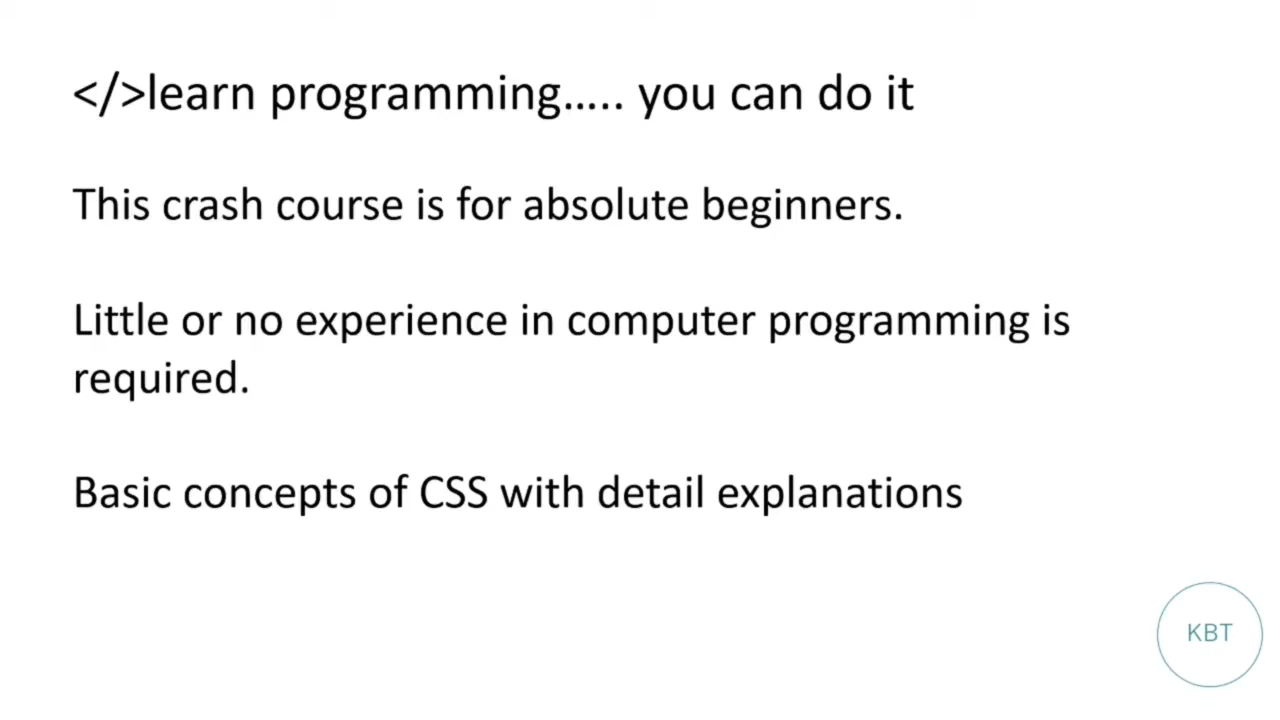 </>learn programming..... you can do it
This crash course is for absolute beginners.
Little or no experience in computer programming is
required.
Basic concepts of CSS with detail explanations
KBT